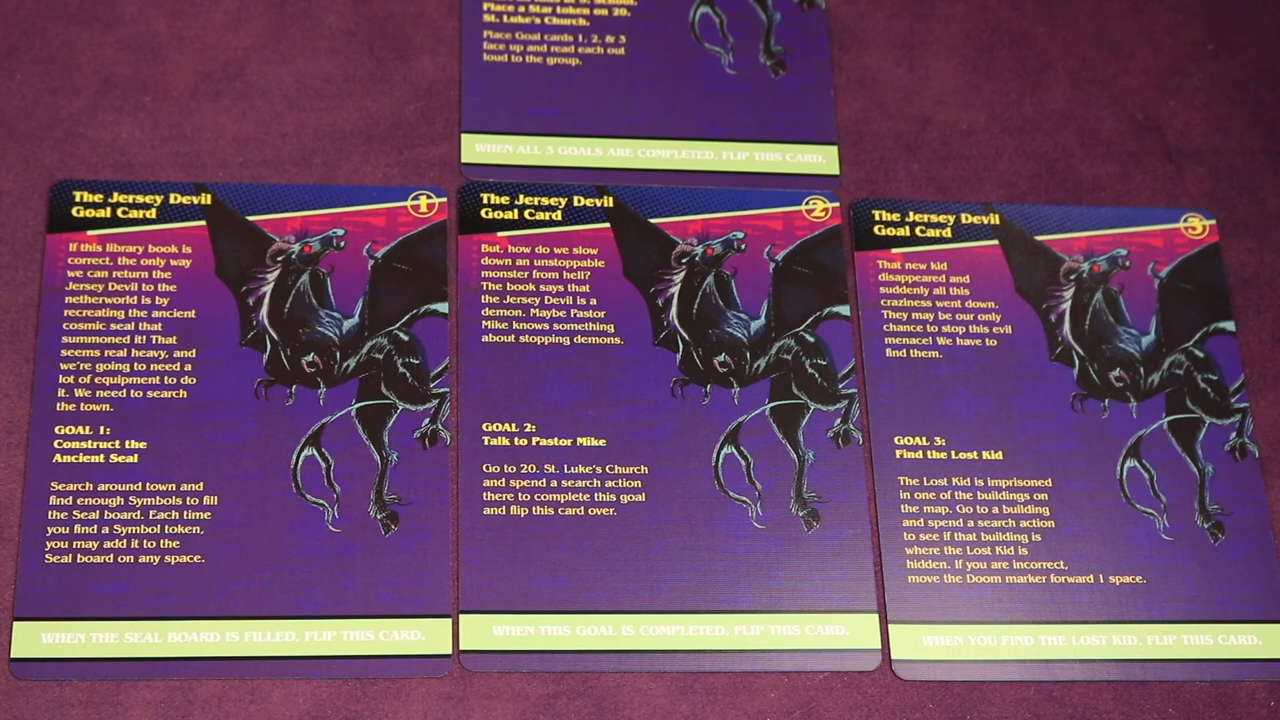 Place a Star token on 20.
St. Luke's Church.
Place Goal cards 1, 2, & 3
face up and read each out
loud to the group.
WHEN ALL 3 GOALS ARE COMPLETED, FLIP THIS CARD.
The Jersey Devil
Goal Card
1
If this library book is
correct, the only way
we can return the
Jersey Devil to the
netherworld is by
recreating the ancient
cosmic seal that
summoned it! That
seems real heavy, and
we're going to need a
lot of equipment to do
it. We need to search
the town.
GOAL 1:
Construct the
Ancient Seal
Search around town and
find enough Symbols to fill
the Seal board. Each time
you find a Symbol token,
you may add it to the
Seal board on any space.
WHEN THE SEAL BOARD IS FILLED, FLIP THIS CARD.
The Jersey Devil
Goal Card
2
But, how do we slow
down an unstoppable
monster from hell?
The book says that
the Jersey Devil is a
demon. Maybe Pastor
Mike knows something
about stopping demons.
GOAL 2:
Talk to Pastor Mike
Go to 20. St. Luke's Church
and spend a search action
there to complete this goal
and flip this card over.
WHEN THIS GOAL IS COMPLETED, FLIP THIS CARD.
The Jersey Devil
Goal Card
3
That new kid
disappeared and
suddenly all this
craziness went down.
They may be our only
chance to stop this evil
menace! We have to
find them.
GOAL 3:
Find the Lost Kid
The Lost Kid is imprisoned
in one of the buildings on
the map. Go to a building
and spend a search action
to see if that building is
where the Lost Kid is
hidden. If you are incorrect,
move the Doom marker forward 1 space.
WHEN YOU FIND THE LOST KID, FLIP THIS CARD.